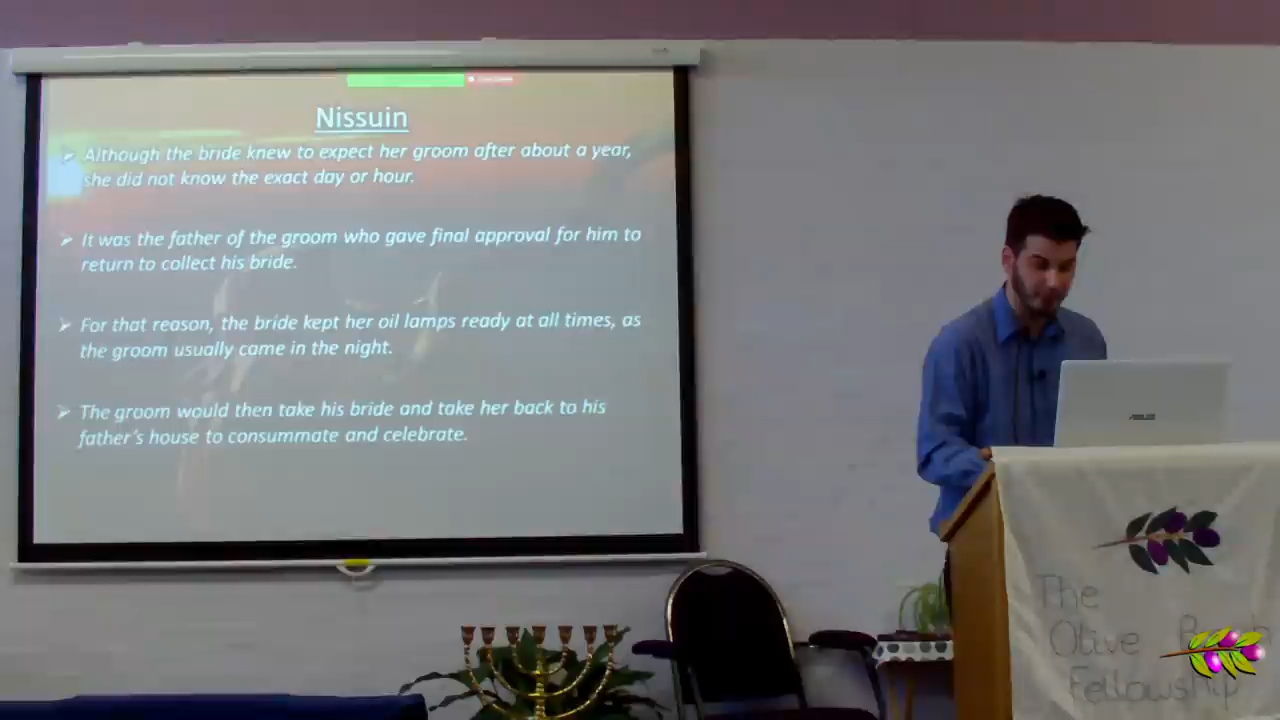 Nissuin
➢ Although the bride knew to expect her groom after about a year,
she did not know the exact day or hour.
➢ It was the father of the groom who gave final approval for him to
return to collect his bride.
➢ For that reason, the bride kept her oil lamps ready at all times, as
the groom usually came in the night.
➢ The groom would then take his bride and take her back to his
father's house to consummate and celebrate.
ASUS
The
Olive
Fellowship